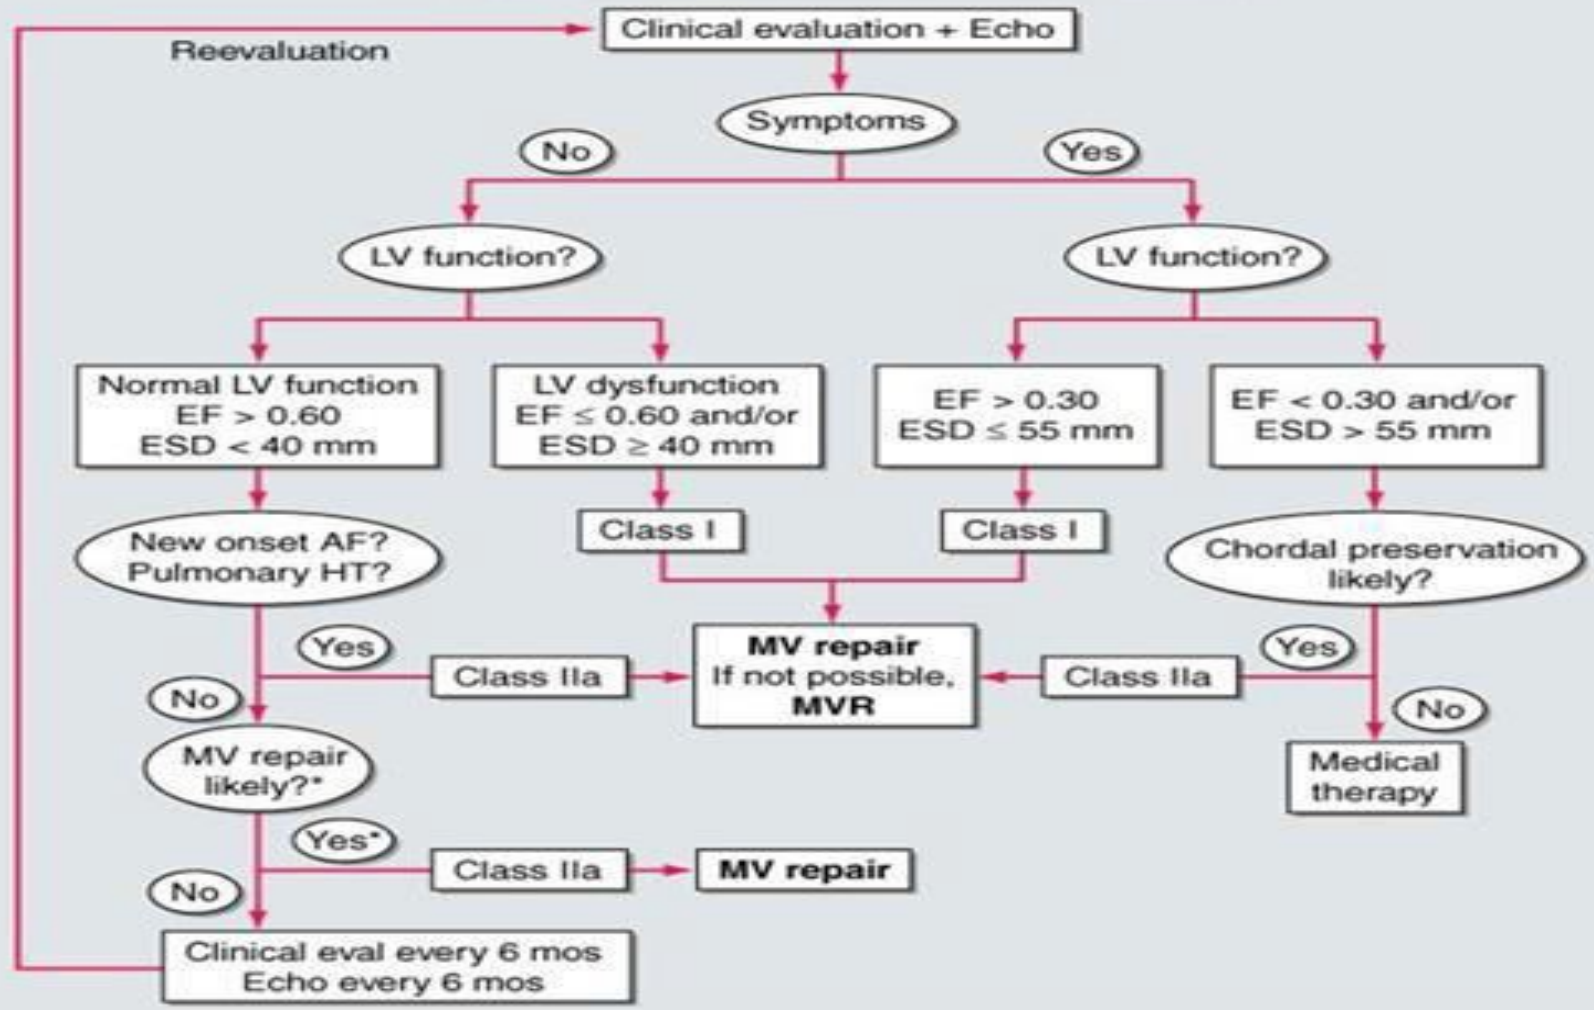 Clinical evaluation + Echo
Reevaluation
Symptoms
No
Yes
LV function?
LV function?
Normal LV function
EF > 0.60
ESD < 40 mm
LV dysfunction
EF ≤ 0.60 and/or
ESD ≥ 40 mm
EF > 0.30
ESD ≤ 55 mm
EF < 0.30 and/or
ESD > 55 mm
New onset AF?
Pulmonary HT?
Class I
Class I
Chordal preservation
likely?
Yes
Class IIa
MV repair
If not possible,
MVR
Class IIa
Yes
No
No
MV repair
likely?*
Medical
therapy
Yes*
Class IIa
MV repair
No
Clinical eval every 6 mos
Echo every 6 mos